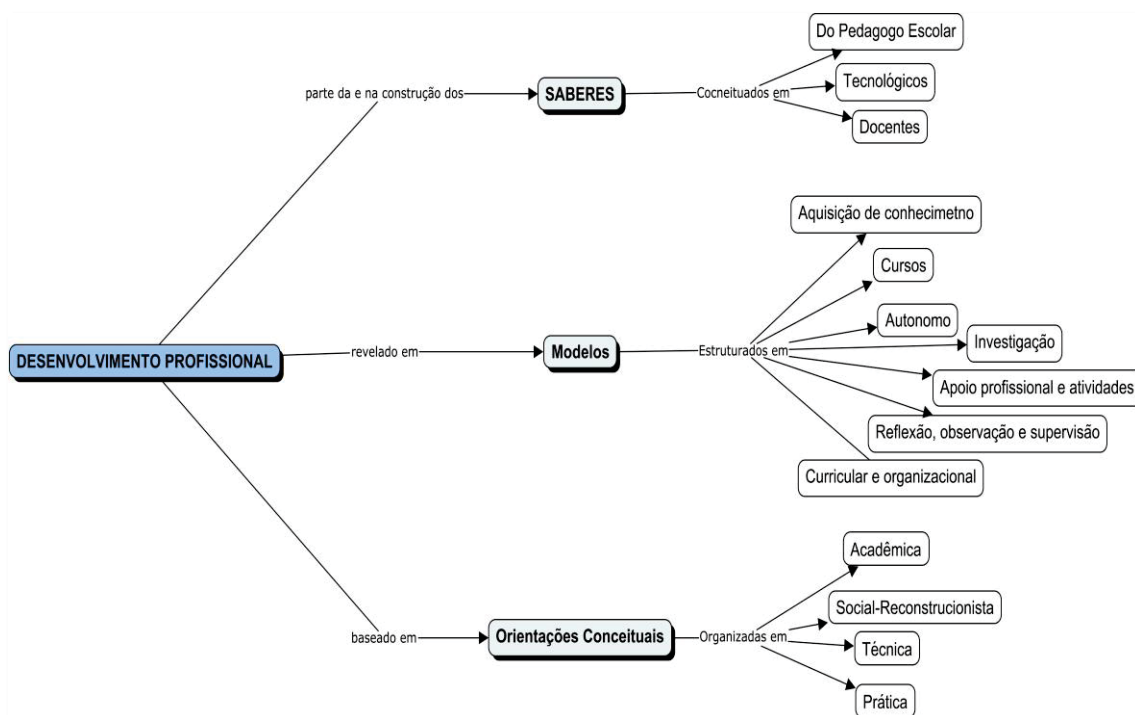 Do Pedagogo Escolar
parte da e na construção dos
SABERES
Cocneituados em
Tecnológicos
Docentes
Aquisição de conhecimetno
Cursos
Autonomo
DESENVOLVIMENTO PROFISSIONAL
revelado em
Modelos
Estruturados em
Investigação
Apoio profissional e atividades
Reflexão, observação e supervisão
Curricular e organizacional
Acadêmica
baseado em
Orientações Conceituais
Organizadas em
Social-Reconstrucionista
Técnica
Prática